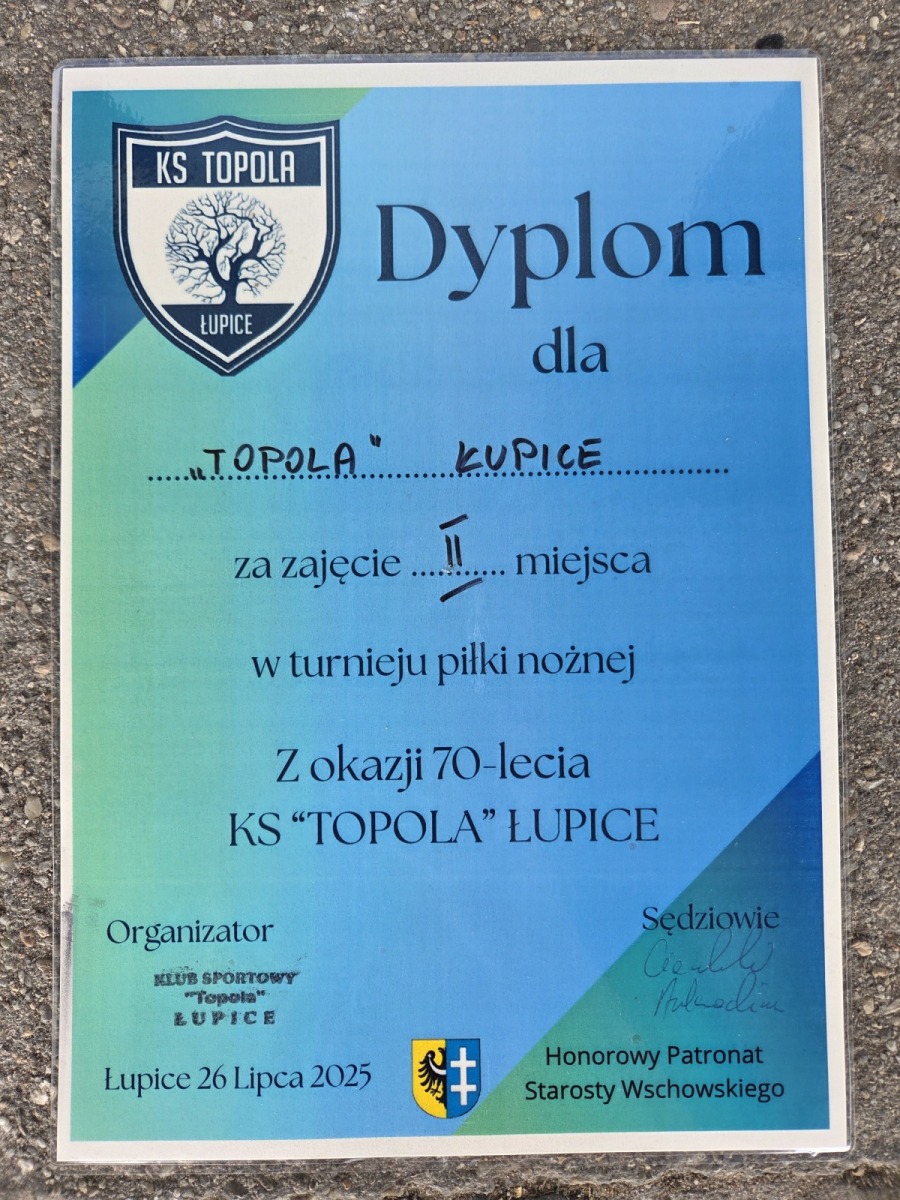 KS TOPOLA
ŁUPICE
Dyplom
dla
„TOPOLA” ŁUPICE
za zajęcie II miejsca
w turnieju piłki nożnej
Z okazji 70-lecia
KS “TOPOLA” ŁUPICE
Organizator
KLUB SPORTOWY
"Topola"
ŁUPICE
Sędziowie
Łupice 26 Lipca 2025
Honorowy Patronat
Starosty Wschowskiego